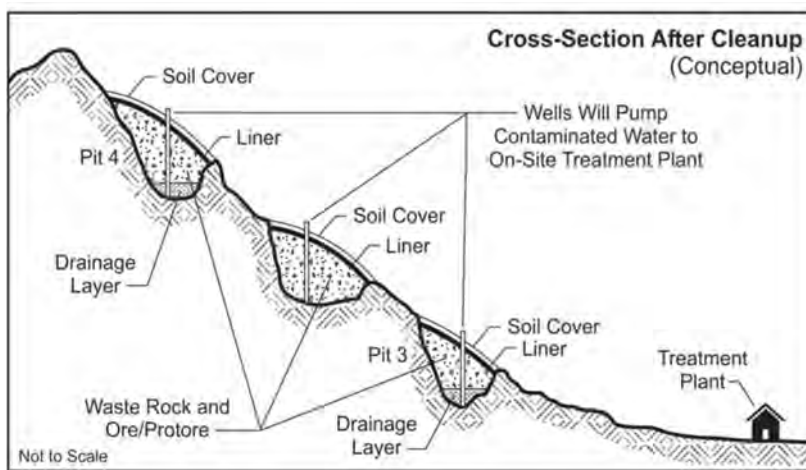 Cross-Section After Cleanup
(Conceptual)
Soil Cover
Wells Will Pump
Contaminated Water to
On-Site Treatment Plant
Liner
Pit 4
Soil Cover
Liner
Drainage
Layer
Soil Cover
Pit 3
Liner
Treatment
Plant
Waste Rock and
Ore/Protore
Drainage
Layer
Not to Scale